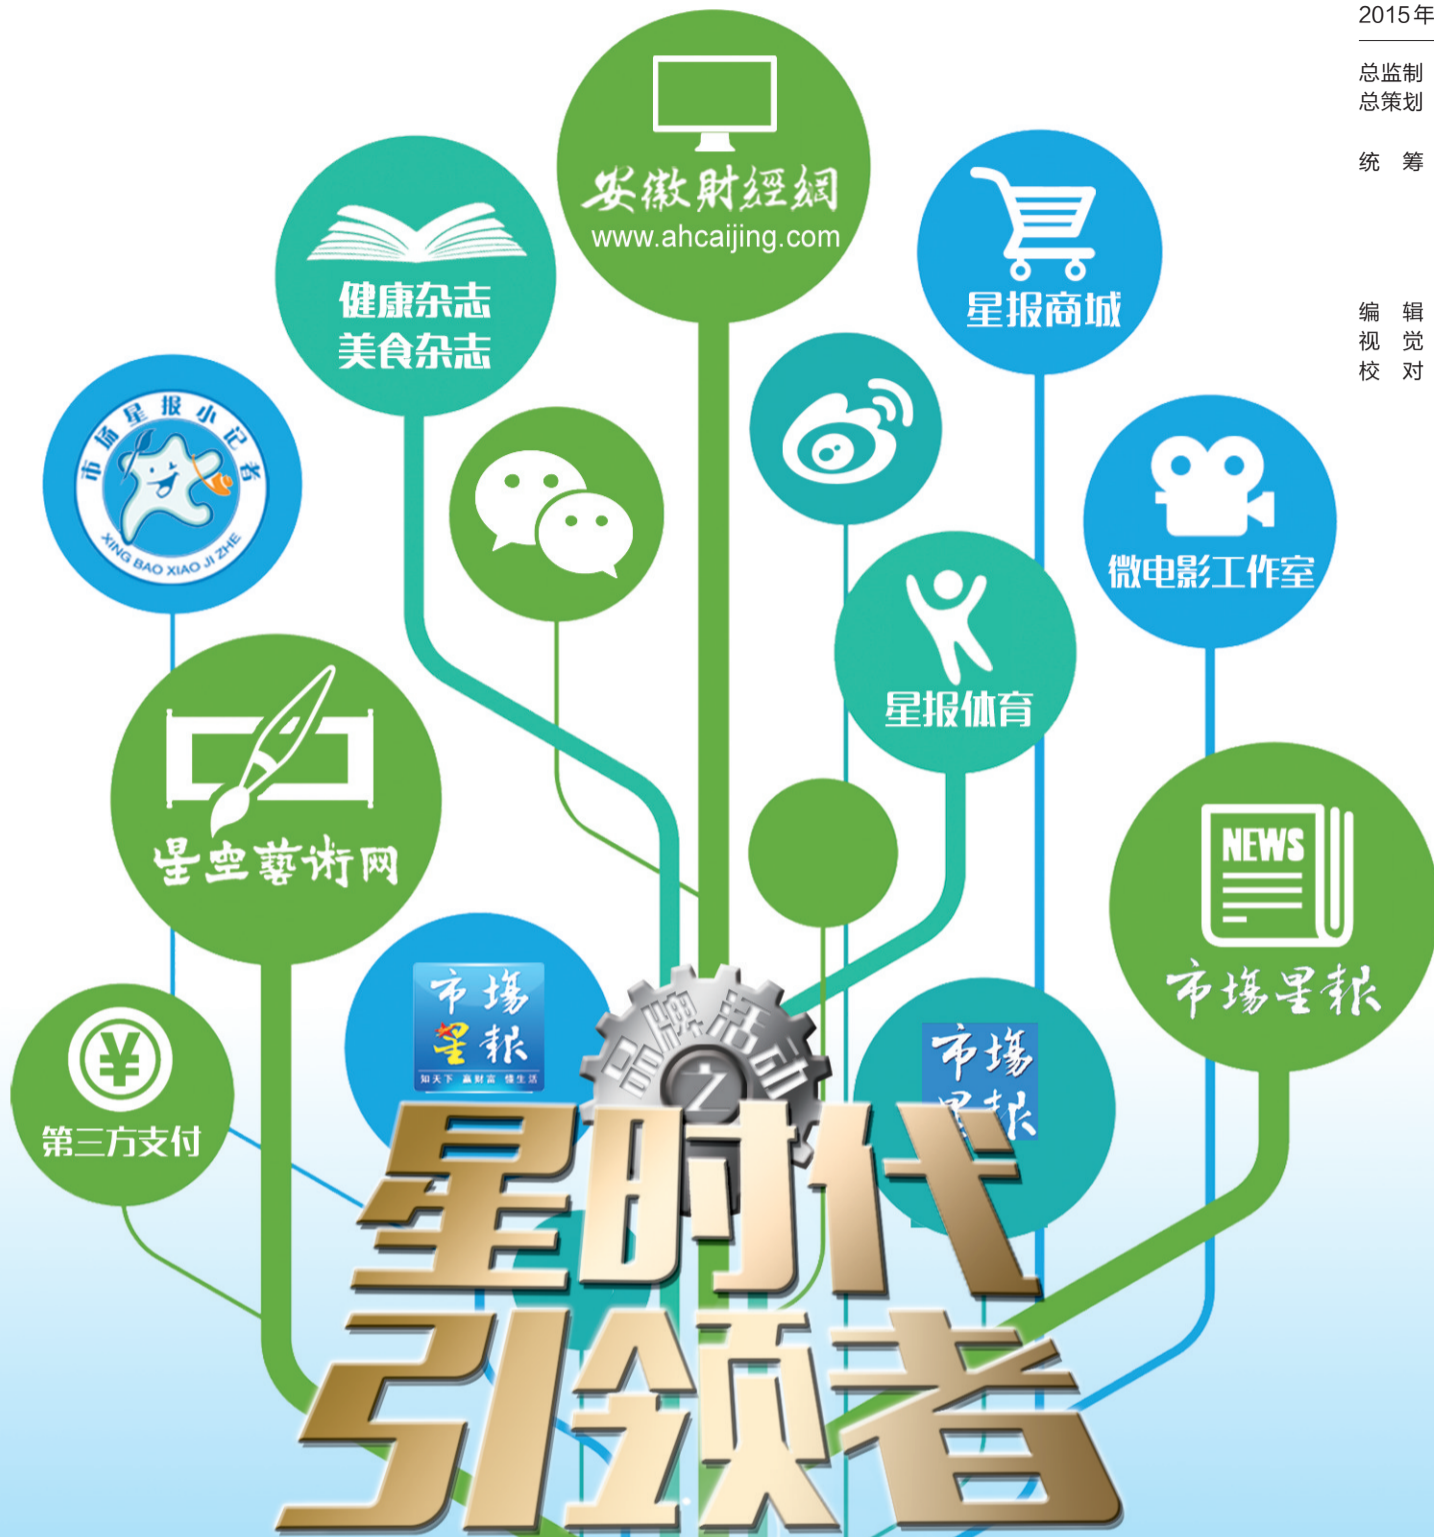 2015年
总监制
总策划
统 筹
编 辑
视 觉
校 对
安徽财經網
www.ahcaijing.com
健康杂志
美食杂志
星报商城
市场星报小记者
XING BAO XIAO JI ZHE
微电影工作室
星报体育
星空藝術网
NEWS
市場星報
市場
星報
知天下 赢财富 懂生活
市場
星報
¥
第三方支付
品牌活动
之
星时代
引领者